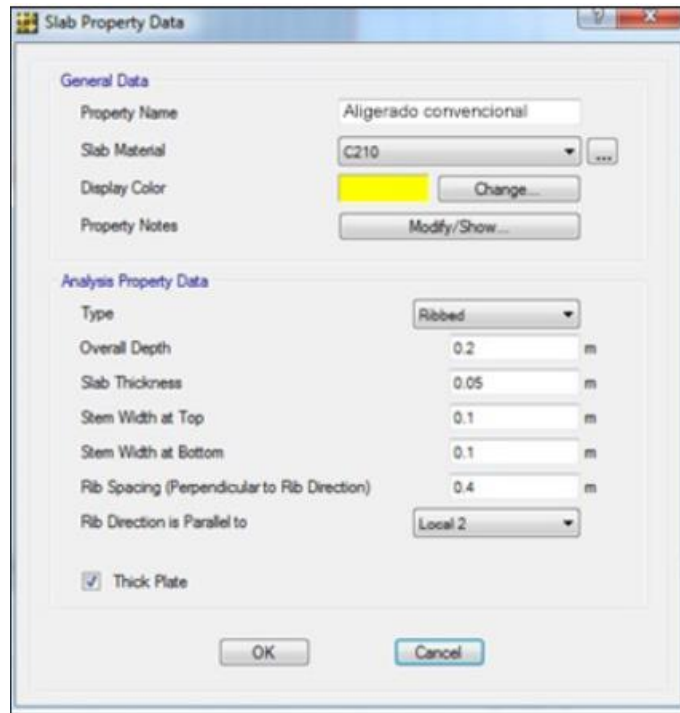 Slab Property Data
General Data
Property Name Aligerado convencional
Slab Material C210 ...
Display Color Change...
Property Notes Modify/Show...
Analysis Property Data
Type Ribbed
Overall Depth 0.2 m
Slab Thickness 0.05 m
Stem Width at Top 0.1 m
Stem Width at Bottom 0.1 m
Rib Spacing (Perpendicular to Rib Direction) 0.4 m
Rib Direction is Parallel to Local 2
Thick Plate
OK Cancel